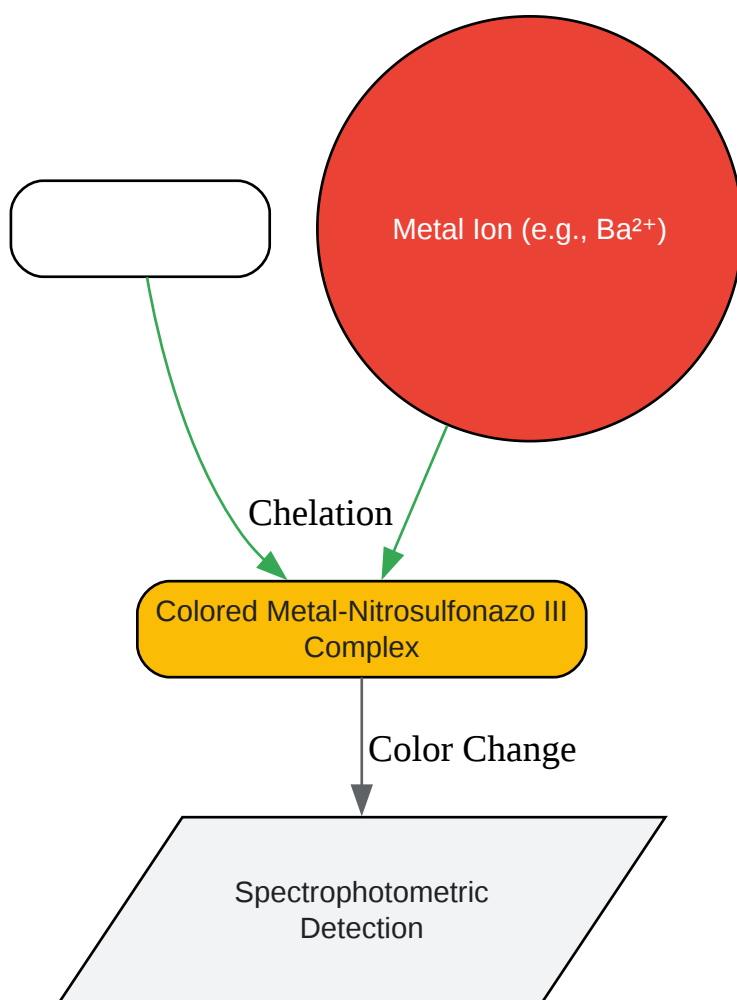 Metal Ion (e.g., Ba²⁺)
Chelation
Colored Metal-Nitrosulfonazo III
Complex
Color Change
Spectrophotometric
Detection